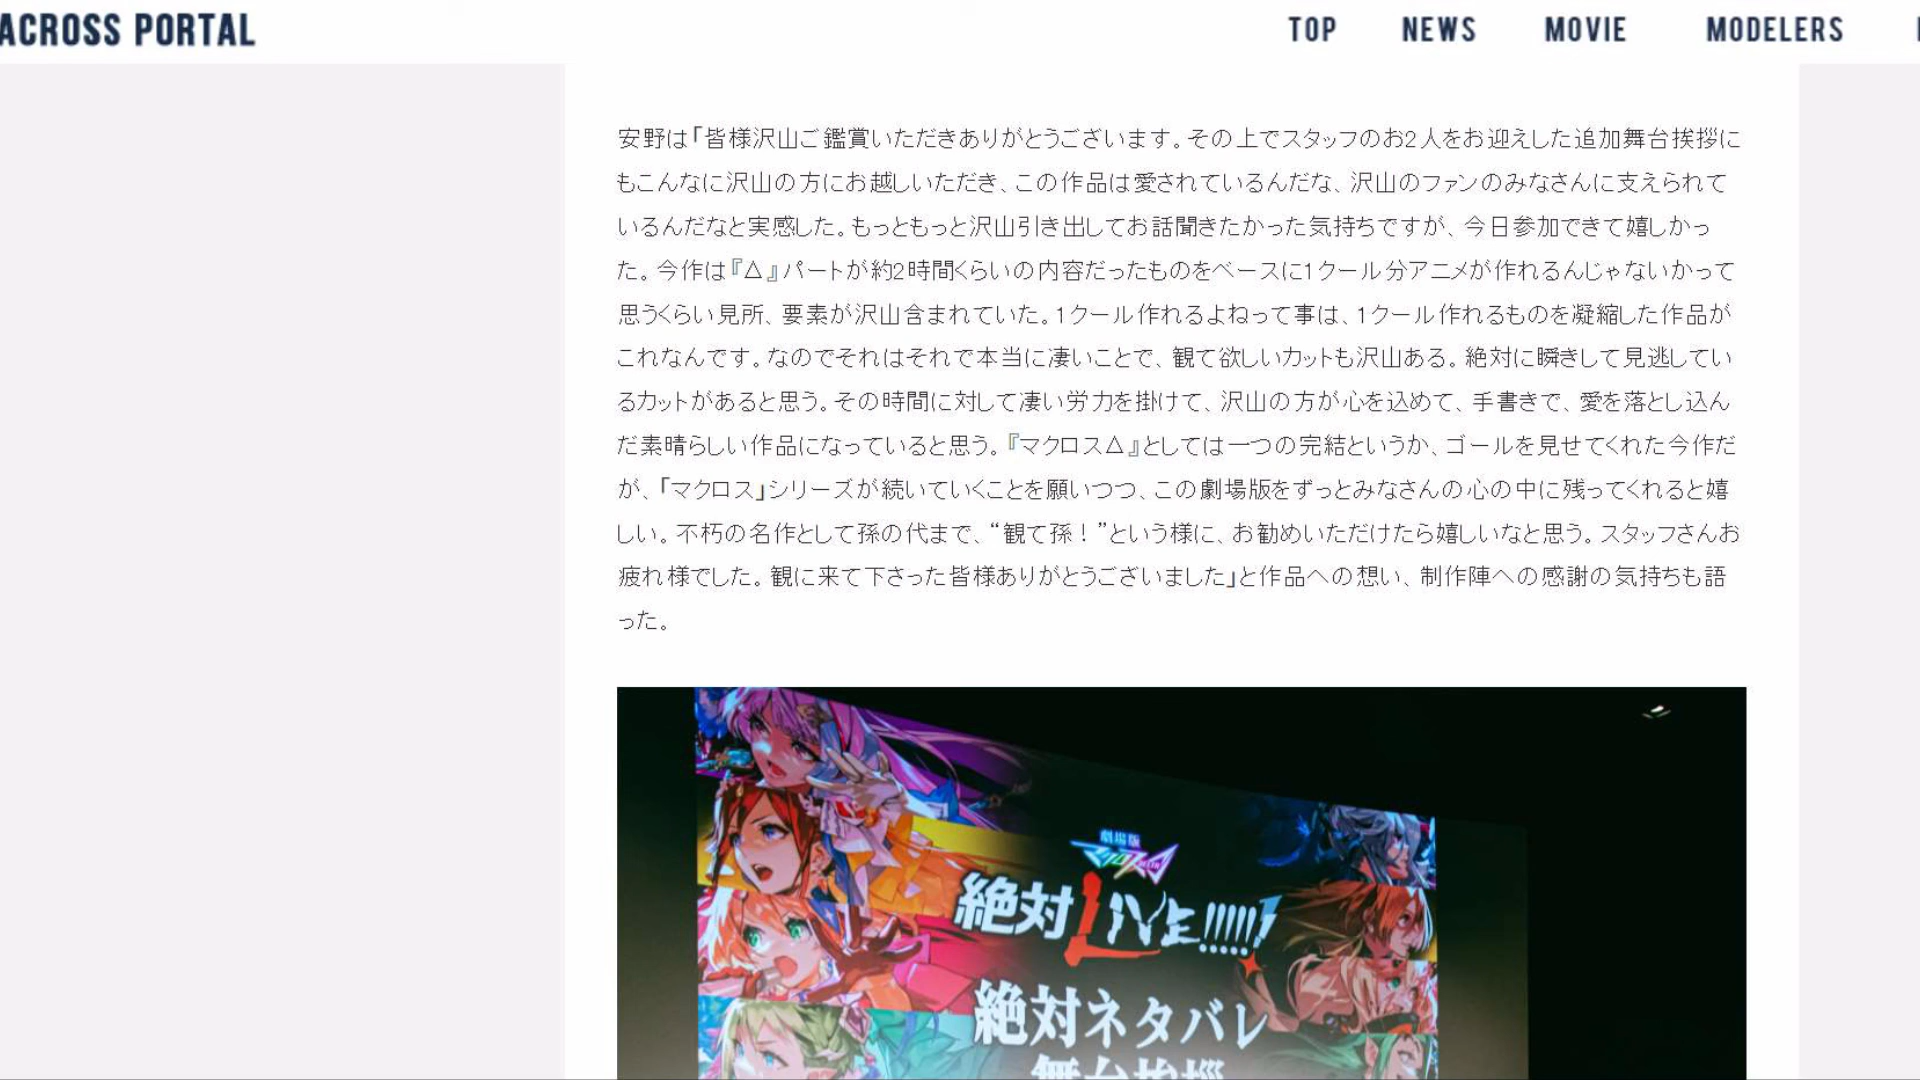 ACROSS PORTAL
TOP NEWS MOVIE MODELERS
安野は「皆様沢山ご鑑賞いただきありがとうございます。その上でスタッフのお2人をお迎えした追加舞台挨拶に
もこんなに沢山の方にお越しいただき、この作品は愛されているんだな、沢山のファンのみなさんに支えられて
いるんだなと実感した。もっともっと沢山引き出してお話聞きたかった気持ちですが、今日参加できて嬉しかっ
た。今作は『Δ』パートが約2時間くらいの内容だったものをベースに1クール分アニメが作れるんじゃないかって
思うくらい見所、要素が沢山含まれていた。1クール作れるよねって事は、1クール作れるものを凝縮した作品が
これなんです。なのでそれはそれで本当に凄いことで、観て欲しいカットも沢山ある。絶対に瞬きして見逃してい
るカットがあると思う。その時間に対して凄い労力を掛けて、沢山の方が心を込めて、手書きで、愛を落とし込ん
だ素晴らしい作品になっていると思う。『マクロスΔ』としては一つの完結というか、ゴールを見せてくれた今作だ
が、「マクロス」シリーズが続いていくことを願いつつ、この劇場版をずっとみなさんの心の中に残ってくれると嬉
しい。不朽の名作として孫の代まで、“観て孫！”という様に、お勧めいただけたら嬉しいなと思う。スタッフさんお
疲れ様でした。観に来て下さった皆様ありがとうございました」と作品への想い、制作陣への感謝の気持ちも語
った。
劇場版
マクロスΔ
絶対LIVE!!!!!!
絶対ネタバレ
舞台挨拶